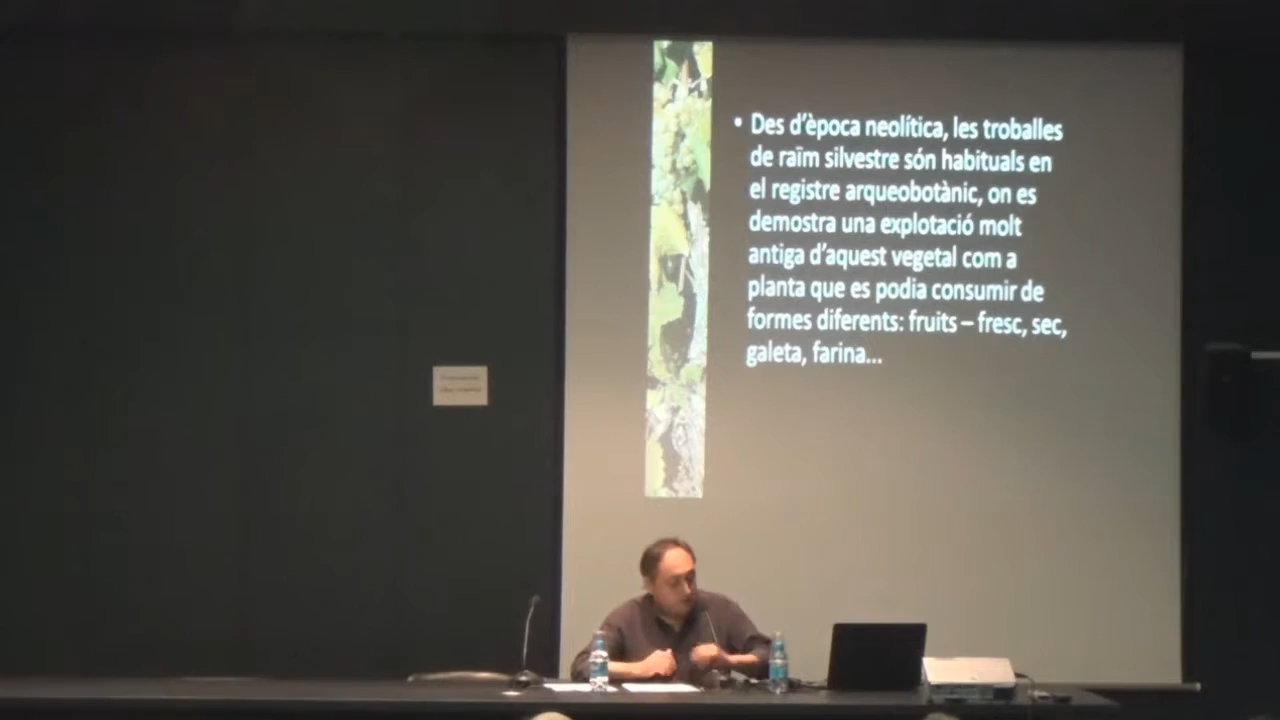 • Des d'època neolítica, les troballes
de raïm silvestre són habituals en
el registre arqueobotànic, on es
demostra una explotació molt
antiga d'aquest vegetal com a
planta que es podia consumir de
formes diferents: fruits – fresc, sec,
galeta, farina...